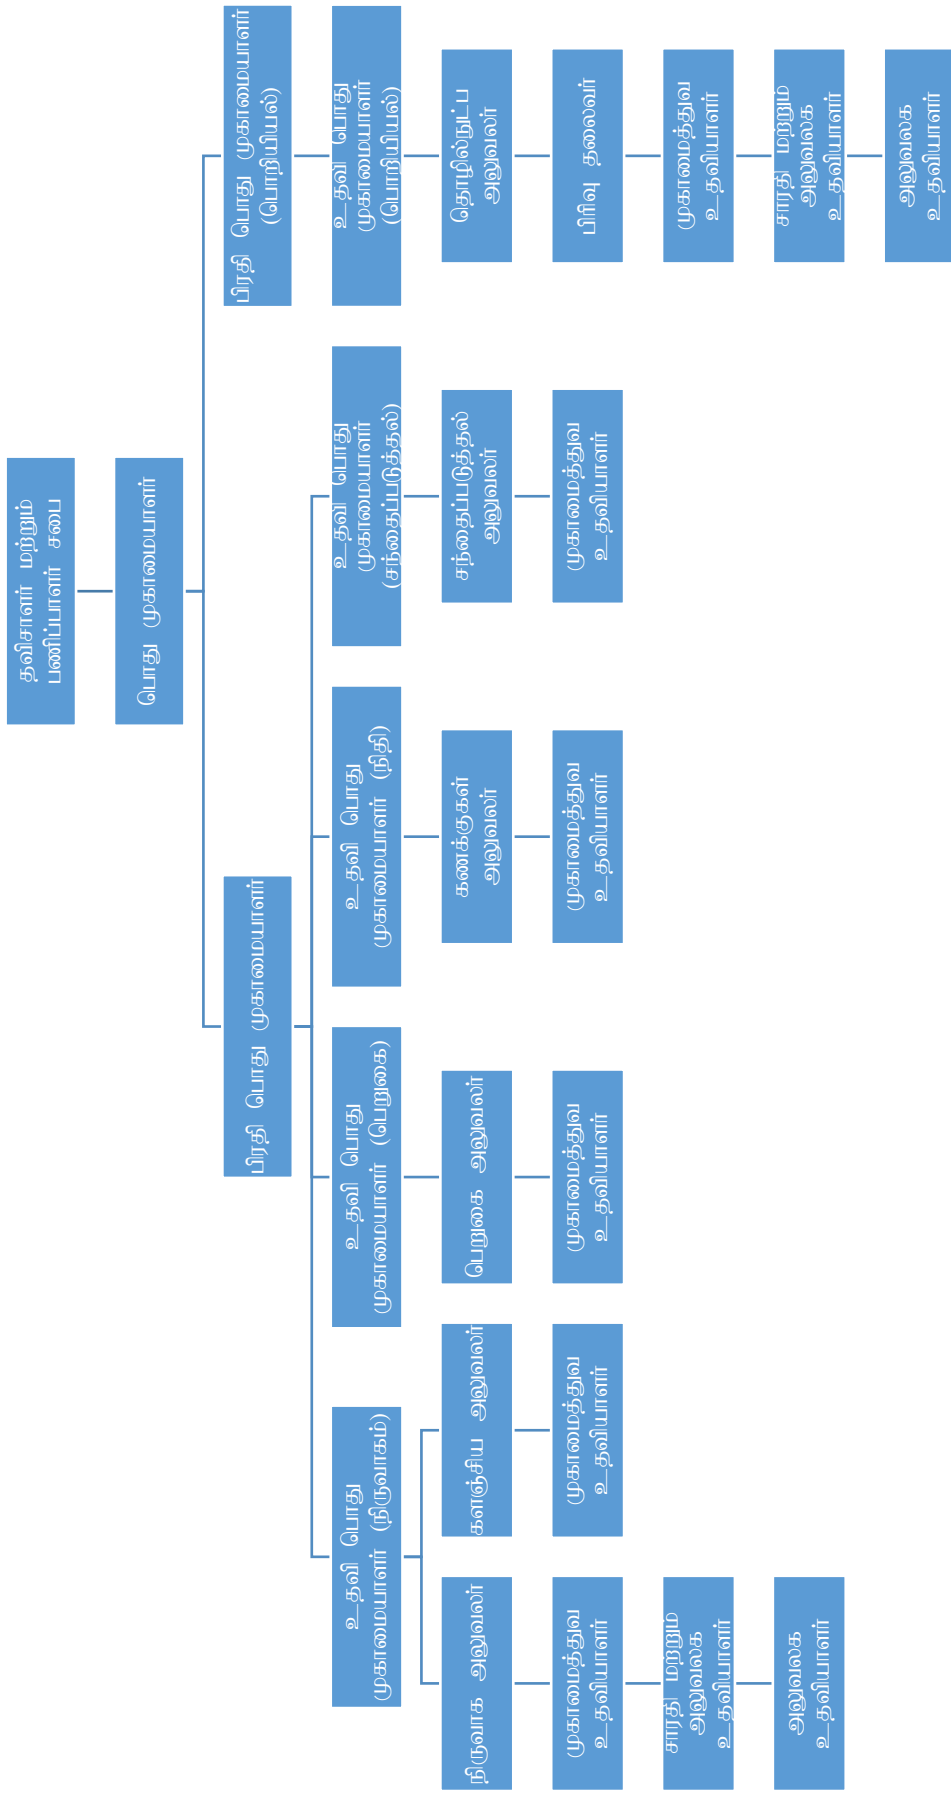 தவிசாளர் மற்றும்
பணிப்பாளர் சபை
பொது முகாமையாளர்
பிரதி பொது முகாமையாளர்
பிரதி பொது முகாமையாளர்
(பொறியியல்)
உதவி பொது
முகாமையாளர் (நிருவாகம்)
உதவி பொது
முகாமையாளர் (பெறுகை)
உதவி பொது
முகாமையாளர் (நிதி)
உதவி பொது
முகாமையாளர்
(சந்தைப்படுத்தல்)
உதவி பொது
முகாமையாளர்
(பொறியியல்)
நிருவாக அலுவலர்
களஞ்சிய அலுவலர்
பெறுகை அலுவலர்
கணக்குகள்
அலுவலர்
சந்தைப்படுத்தல்
அலுவலர்
தொழில்நுட்ப
அலுவலர்
முகாமைத்துவ
உதவியாளர்
முகாமைத்துவ
உதவியாளர்
முகாமைத்துவ
உதவியாளர்
முகாமைத்துவ
உதவியாளர்
முகாமைத்துவ
உதவியாளர்
பிரிவு தலைவர்
சாரதி மற்றும்
அலுவலக
உதவியாளர்
முகாமைத்துவ
உதவியாளர்
அலுவலக
உதவியாளர்
சாரதி மற்றும்
அலுவலக
உதவியாளர்
அலுவலக
உதவியாளர்